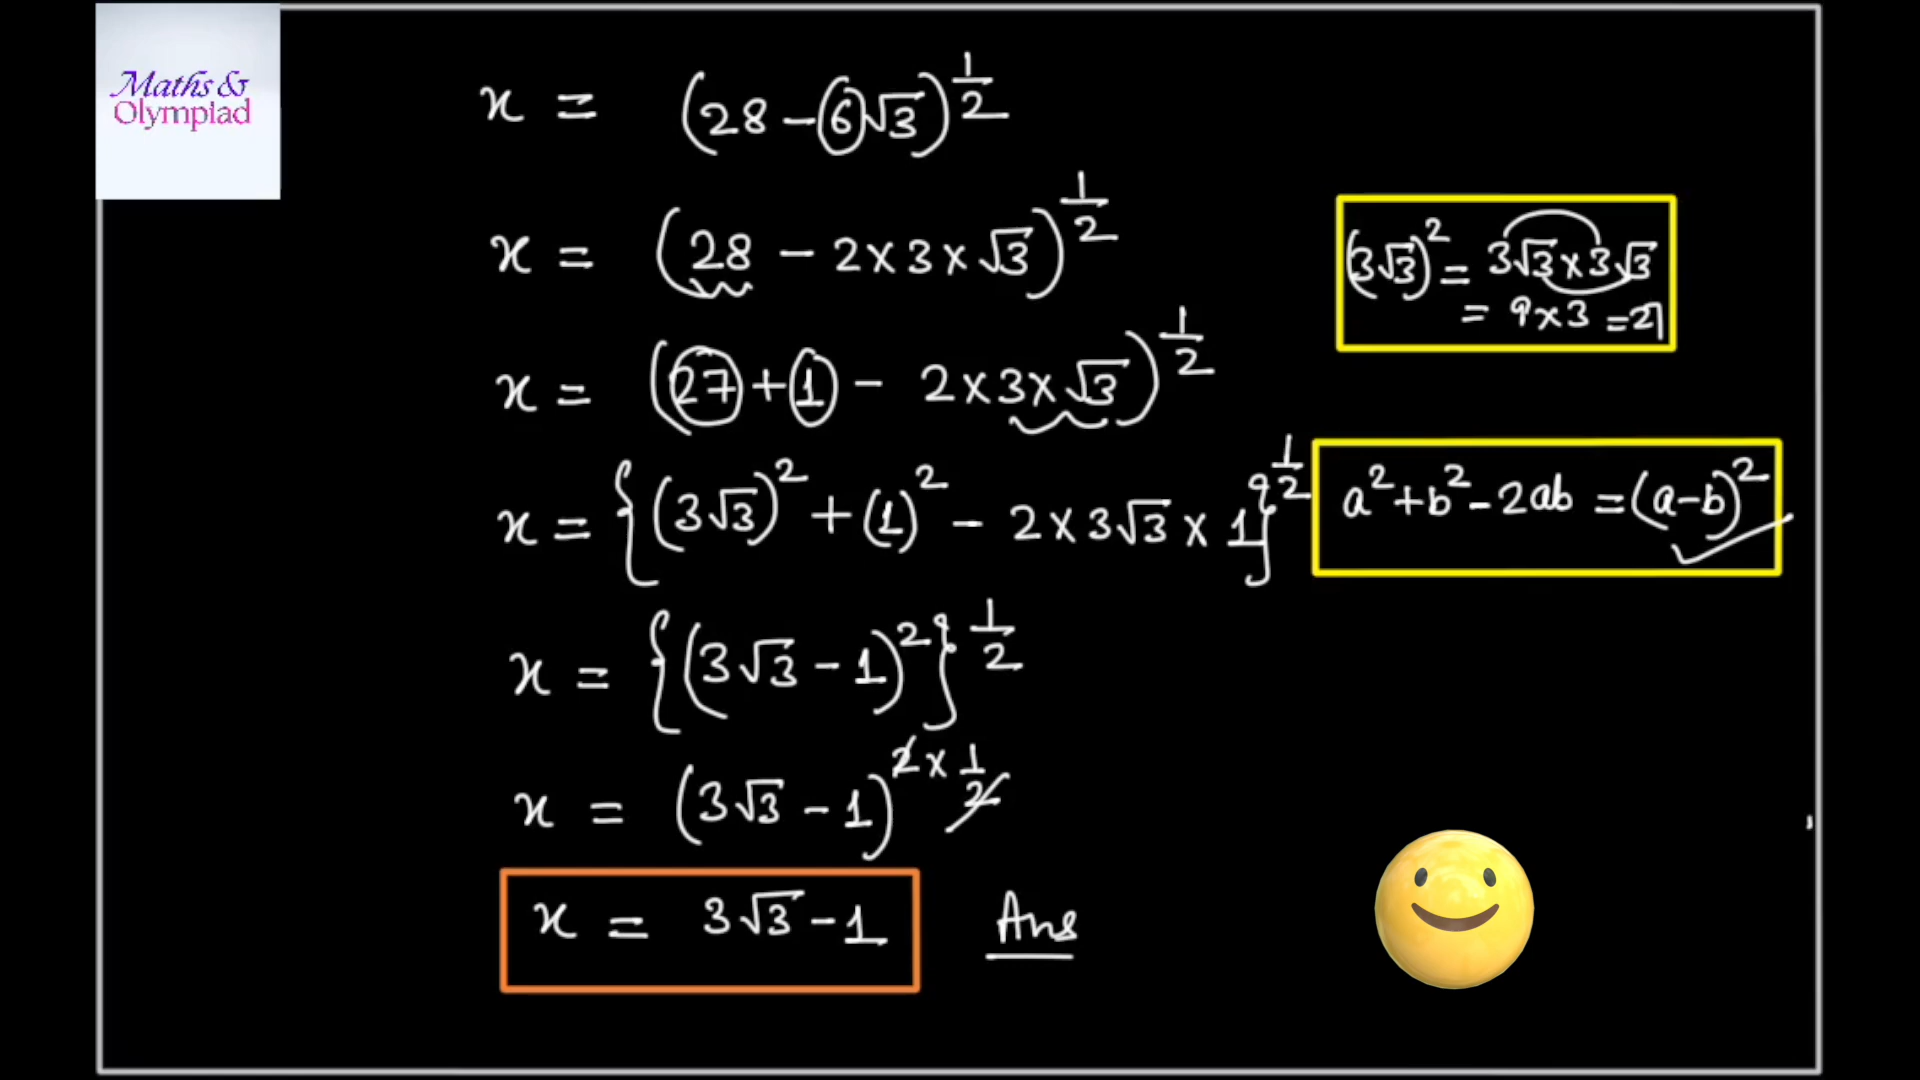 Maths &
Olympiad
x = (28 - 6√3)^1/2
x = (28 - 2×3×√3)^1/2
(3√3)² = 3√3×3√3
= 9×3 = 27
x = (27+1 - 2×3×√3)^1/2
x = {(3√3)² + (1)² - 2×3√3×1}^1/2
a²+b²-2ab = (a-b)²
x = {(3√3-1)²}^1/2
x = (3√3-1)^2×1/2
x = 3√3-1 Ans